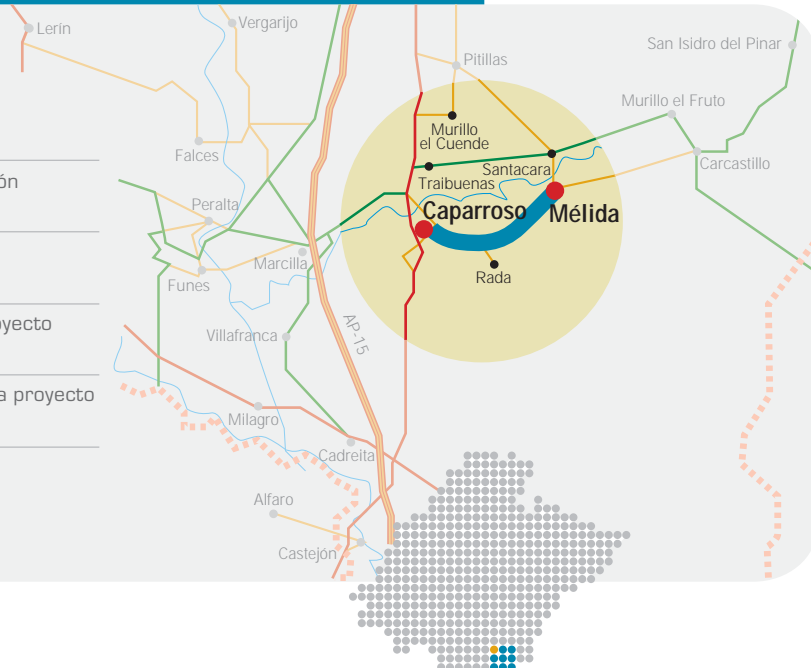 Lerín
Vergarijo
Pitillas
San Isidro del Pinar
Murillo el Fruto
Murillo
el Cuende
Falces
Carcastillo
Santacara
Traibuenas
Peralta
Caparroso
Mélida
Marcilla
Rada
Funes
oyecto
Villafranca
AP-15
a proyecto
Milagro
Cadreita
Alfaro
Castejón
ón